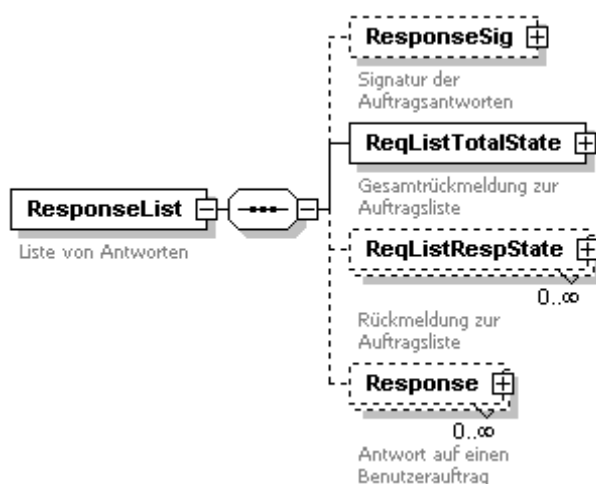 ResponseSig
Signatur der
Auftragsantworten
ReqListTotalState
Gesamtrückmeldung zur
Auftragsliste
ResponseList
Liste von Antworten
ReqListRespState
0..∞
Rückmeldung zur
Auftragsliste
Response
0..∞
Antwort auf einen
Benutzerauftrag